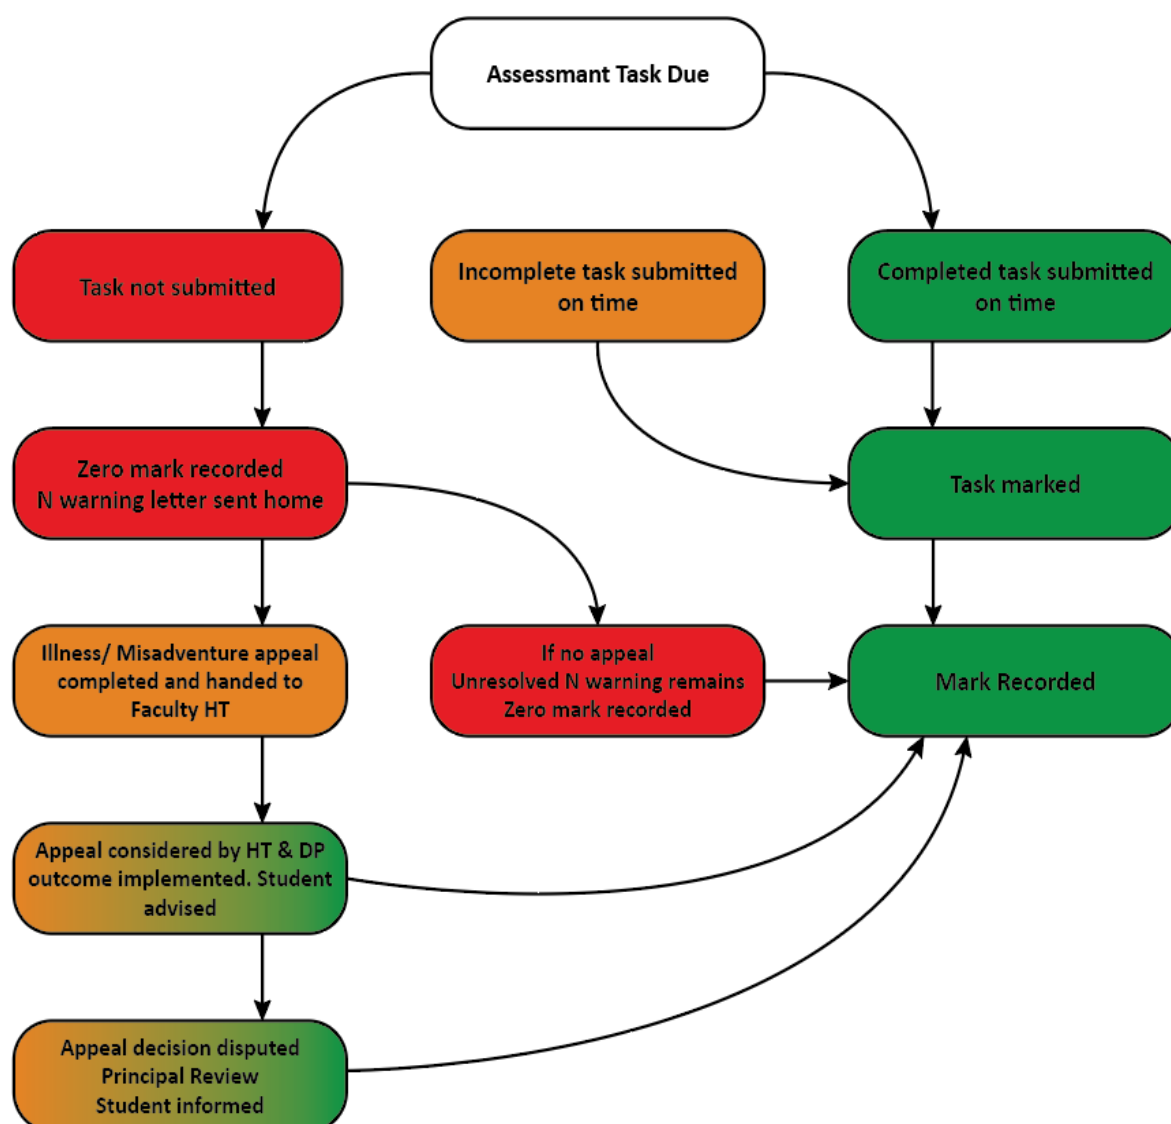 Assessmant Task Due
Task not submitted
Incomplete task submitted
on time
Completed task submitted
on time
Zero mark recorded
N warning letter sent home
Task marked
Illness/ Misadventure appeal
completed and handed to
Faculty HT
If no appeal
Unresolved N warning remains
Zero mark recorded
Mark Recorded
Appeal considered by HT & DP
outcome implemented. Student
advised
Appeal decision disputed
Principal Review
Student informed